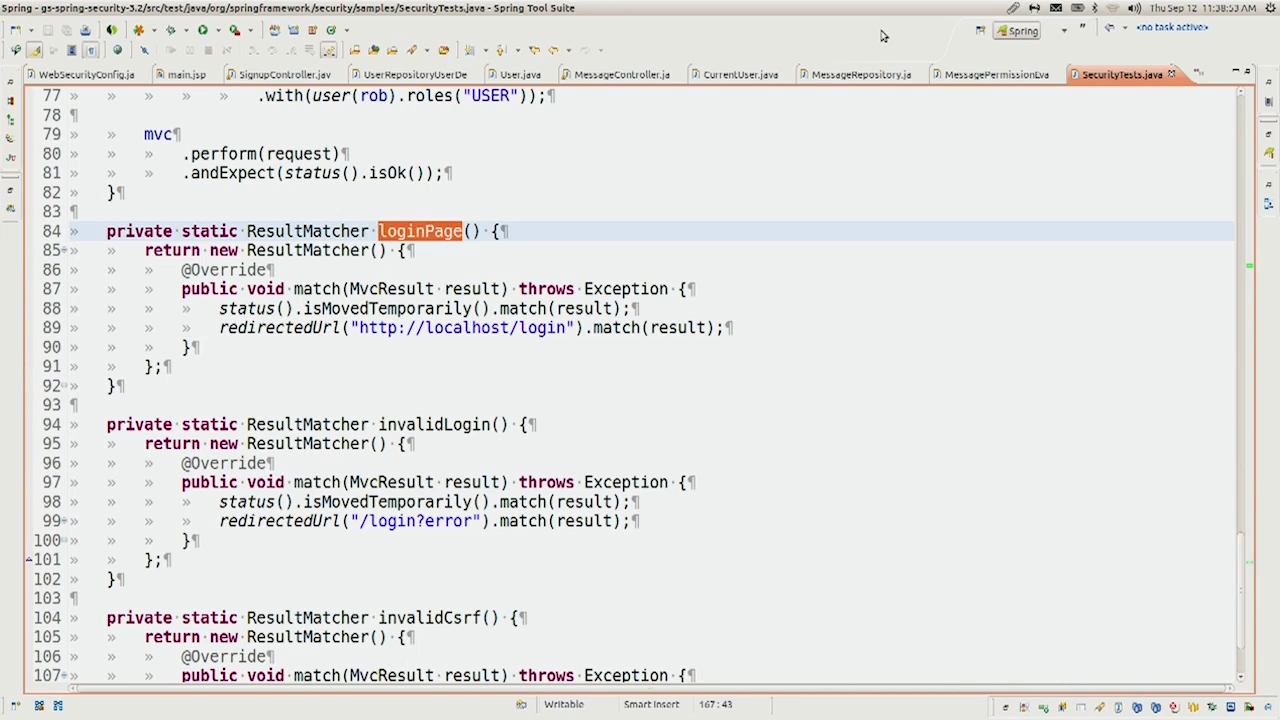 Spring - gs-spring-security-3.2/src/test/java/org/springframework/security/samples/SecurityTests.java - Spring Tool Suite
Thu Sep 12, 11:38:53 AM
Spring
<no task active>
WebSecurityConfig.ja
main.jsp
SignupController.jav
UserRepositoryUserDe
User.java
MessageController.ja
CurrentUser.java
MessageRepository.ja
MessagePermissionEva
SecurityTests.java
77 » » » » » .with(user(rob).roles("USER"));¶
78 ¶
79 » » mvc¶
80 » » » .perform(request)¶
81 » » » .andExpect(status().isOk());¶
82 » }¶
83 ¶
84 » private·static·ResultMatcher·loginPage()·{¶
85 » » return·new·ResultMatcher()·{¶
86 » » » @Override¶
87 » » » public·void·match(MvcResult·result)·throws·Exception·{¶
88 » » » » status().isMovedTemporarily().match(result);¶
89 » » » » redirectedUrl("http://localhost/login").match(result);¶
90 » » » }¶
91 » » };¶
92 » }¶
93 ¶
94 » private·static·ResultMatcher·invalidLogin()·{¶
95 » » return·new·ResultMatcher()·{¶
96 » » » @Override¶
97 » » » public·void·match(MvcResult·result)·throws·Exception·{¶
98 » » » » status().isMovedTemporarily().match(result);¶
99 » » » » redirectedUrl("/login?error").match(result);¶
100 » » » }¶
101 » » };¶
102 » }¶
103 ¶
104 » private·static·ResultMatcher·invalidCsrf()·{¶
105 » » return·new·ResultMatcher()·{¶
106 » » » @Override¶
107 » » » public·void·match(MvcResult·result)·throws·Exception·{¶
Writable
Smart Insert
167 : 43